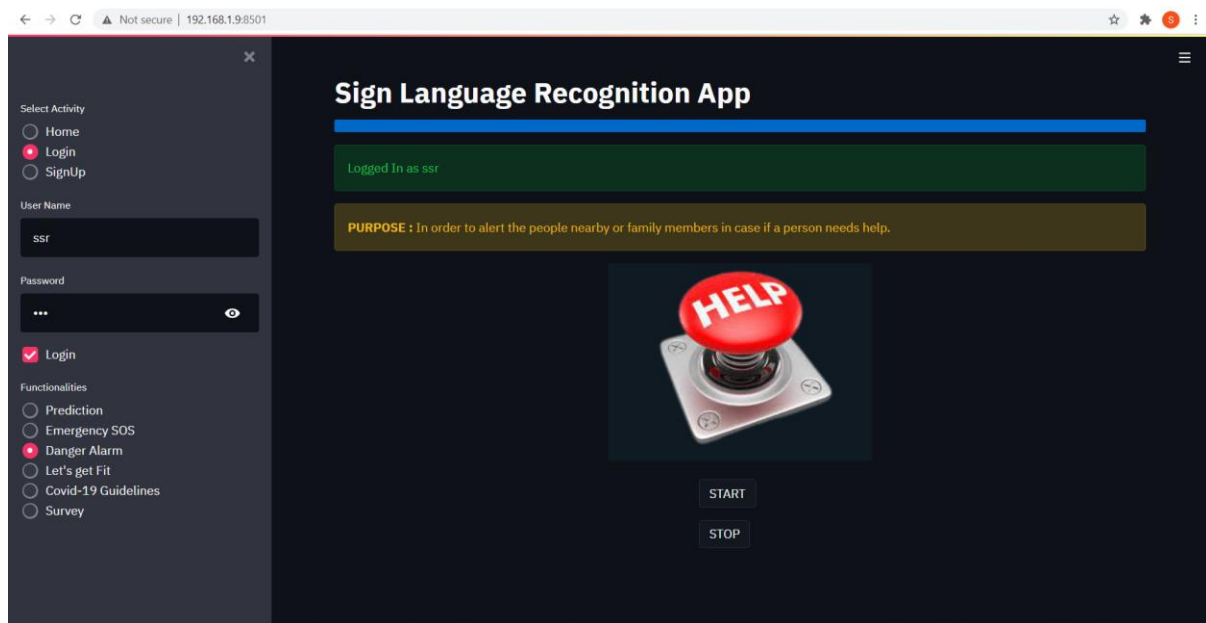 Not secure | 192.168.1.9:8501
S
Select Activity
Home
Login
SignUp
User Name
ssr
Password
•••
Login
Functionalities
Prediction
Emergency SOS
Danger Alarm
Let's get Fit
Covid-19 Guidelines
Survey
Sign Language Recognition App
Logged In as ssr
PURPOSE : In order to alert the people nearby or family members in case if a person needs help.
HELP
START
STOP